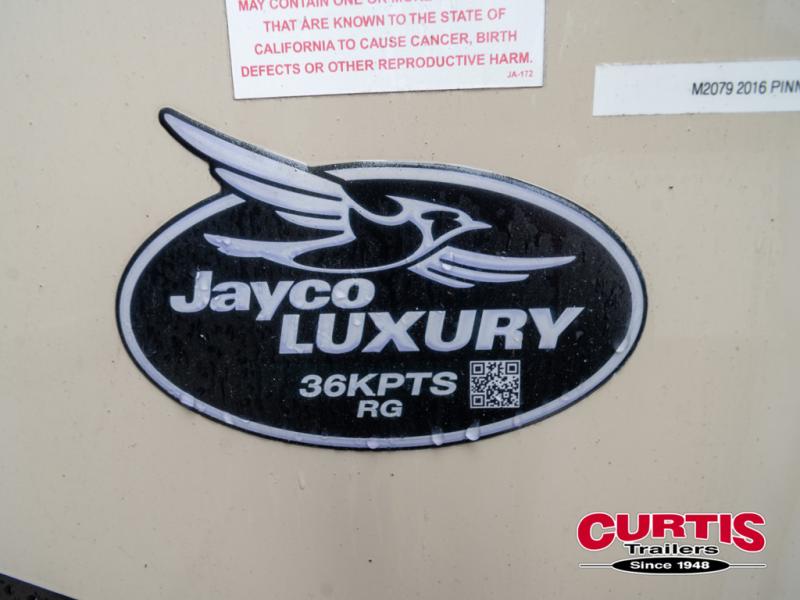 THAT ARE KNOWN TO THE STATE OF
CALIFORNIA TO CAUSE CANCER, BIRTH
DEFECTS OR OTHER REPRODUCTIVE HARM.
JA-172
M2079 2016 PINN
Jayco
LUXURY
36KPTS
RG
CURTIS
Trailers
Since 1948